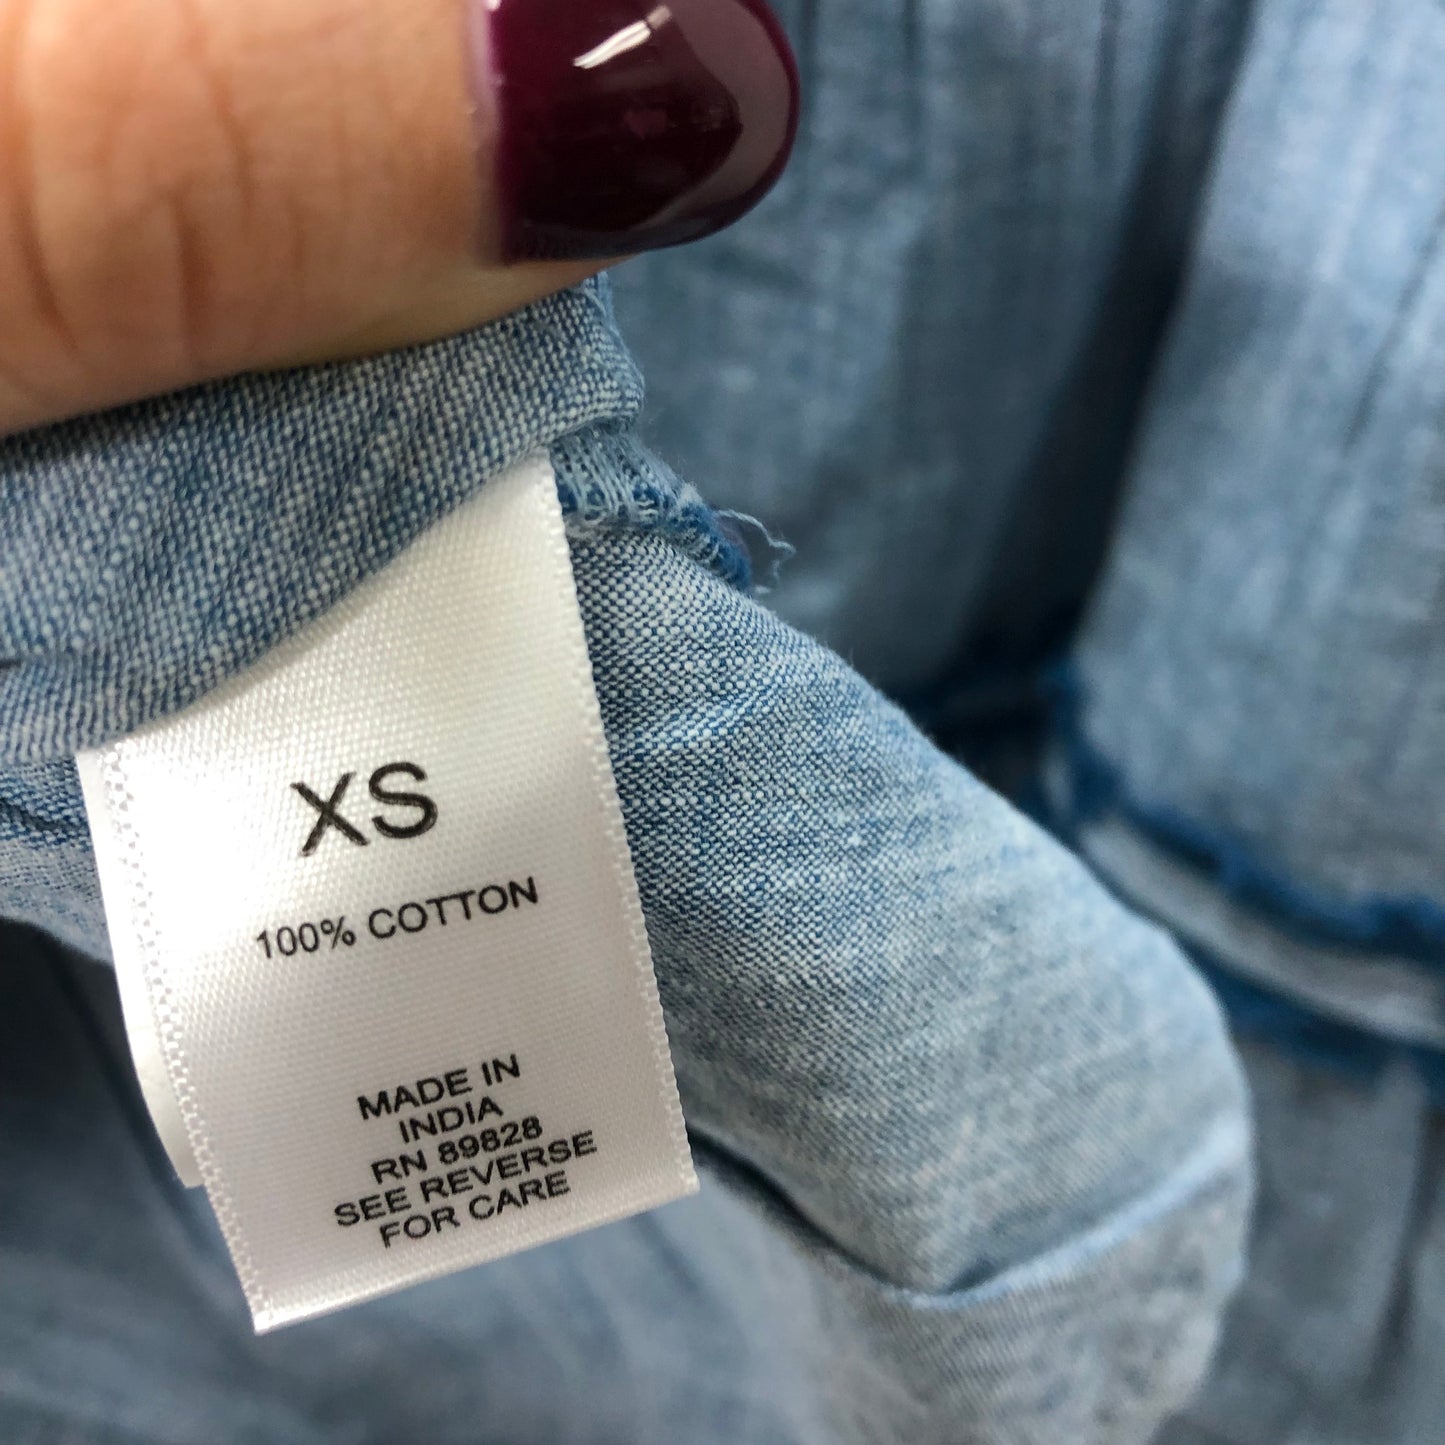 XS
100% COTTON
MADE IN
INDIA
RN 89828
SEE REVERSE
FOR CARE